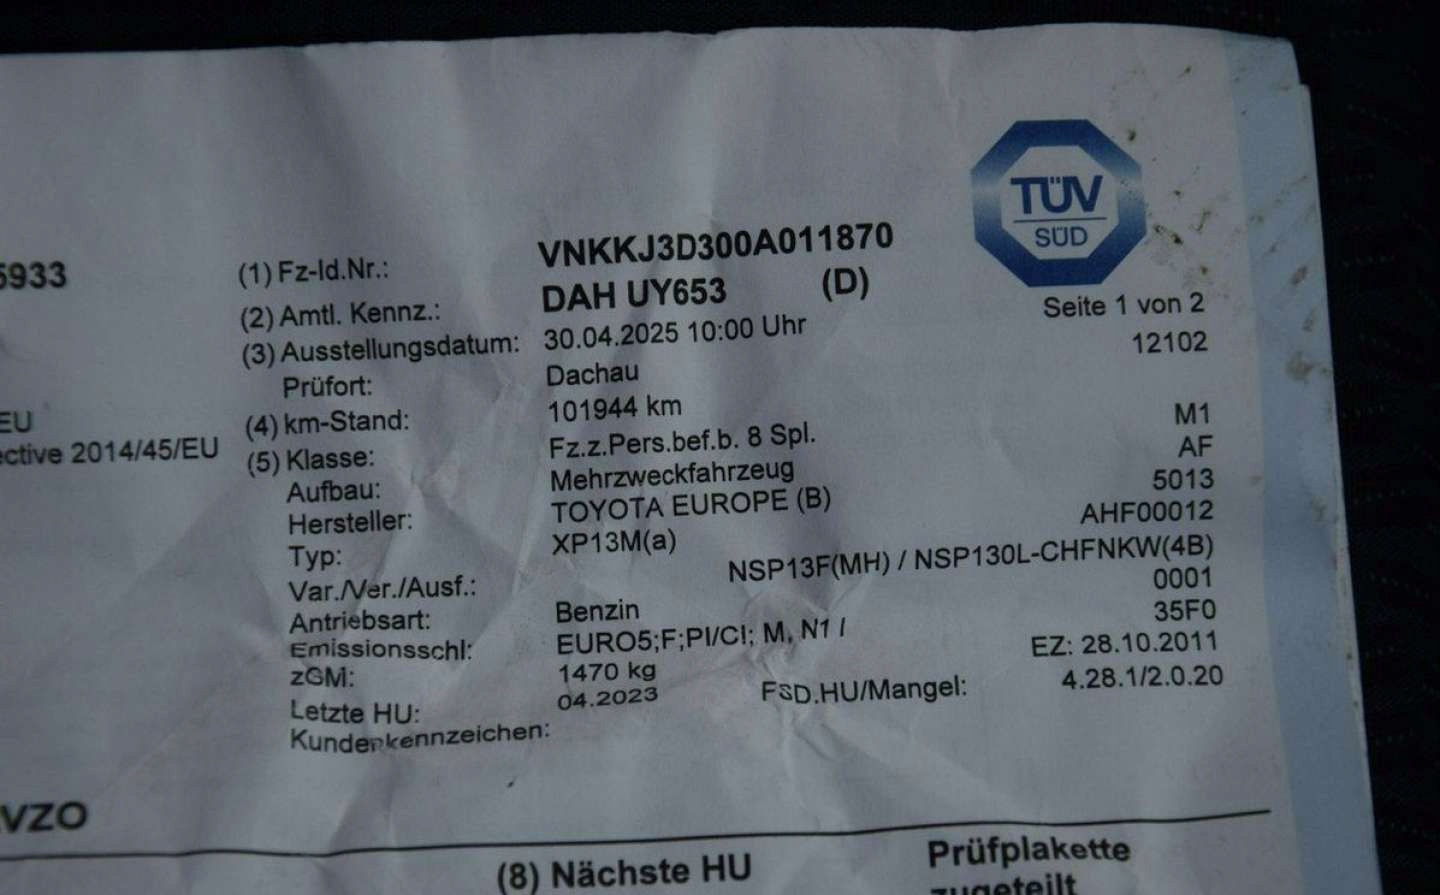 TÜV
SÜD
5933 (1) Fz-Id.Nr.: VNKKJ3D300A011870
(2) Amtl. Kennz.: DAH UY653 (D)
Seite 1 von 2
(3) Ausstellungsdatum: 30.04.2025 10:00 Uhr
12102
Prüfort: Dachau
EU (4) km-Stand: 101944 km
ective 2014/45/EU (5) Klasse: Fz.z.Pers.bef.b. 8 Spl. M1
Aufbau: Mehrzweckfahrzeug AF
Hersteller: TOYOTA EUROPE (B) 5013
Typ: XP13M(a) AHF00012
Var./Ver./Ausf.: NSP13F(MH) / NSP130L-CHFNKW(4B)
Antriebsart: Benzin 0001
Emissionsschl: EURO5;F;PI/CI; M, N1 I 35F0
zGM: 1470 kg EZ: 28.10.2011
Letzte HU: 04.2023 FSD.HU/Mangel: 4.28.1/2.0.20
Kundenkennzeichen:
VZO
(8) Nächste HU Prüfplakette
zugeteilt